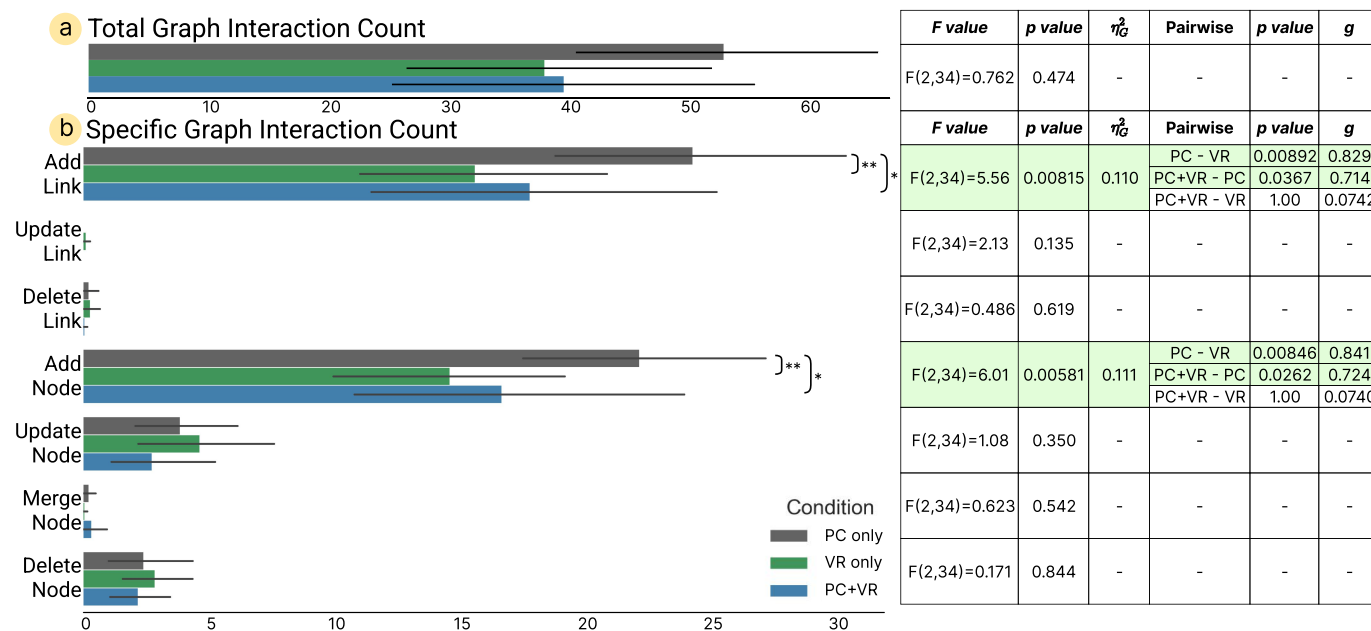 a Total Graph Interaction Count
0 10 20 30 40 50 60
b Specific Graph Interaction Count
Add
Link
** *
Update
Link
Delete
Link
Add
Node
** *
Update
Node
Merge
Node
Delete
Node
0 5 10 15 20 25 30
Condition
PC only
VR only
PC+VR
F value p value η²G Pairwise p value g
F(2,34)=0.762 0.474 - - - -
F value p value η²G Pairwise p value g
F(2,34)=5.56 0.00815 0.110
PC - VR 0.00892 0.829
PC+VR - PC 0.0367 0.714
PC+VR - VR 1.00 0.0742
F(2,34)=2.13 0.135 - - - -
F(2,34)=0.486 0.619 - - - -
F(2,34)=6.01 0.00581 0.111
PC - VR 0.00846 0.841
PC+VR - PC 0.0262 0.724
PC+VR - VR 1.00 0.0740
F(2,34)=1.08 0.350 - - - -
F(2,34)=0.623 0.542 - - - -
F(2,34)=0.171 0.844 - - - -